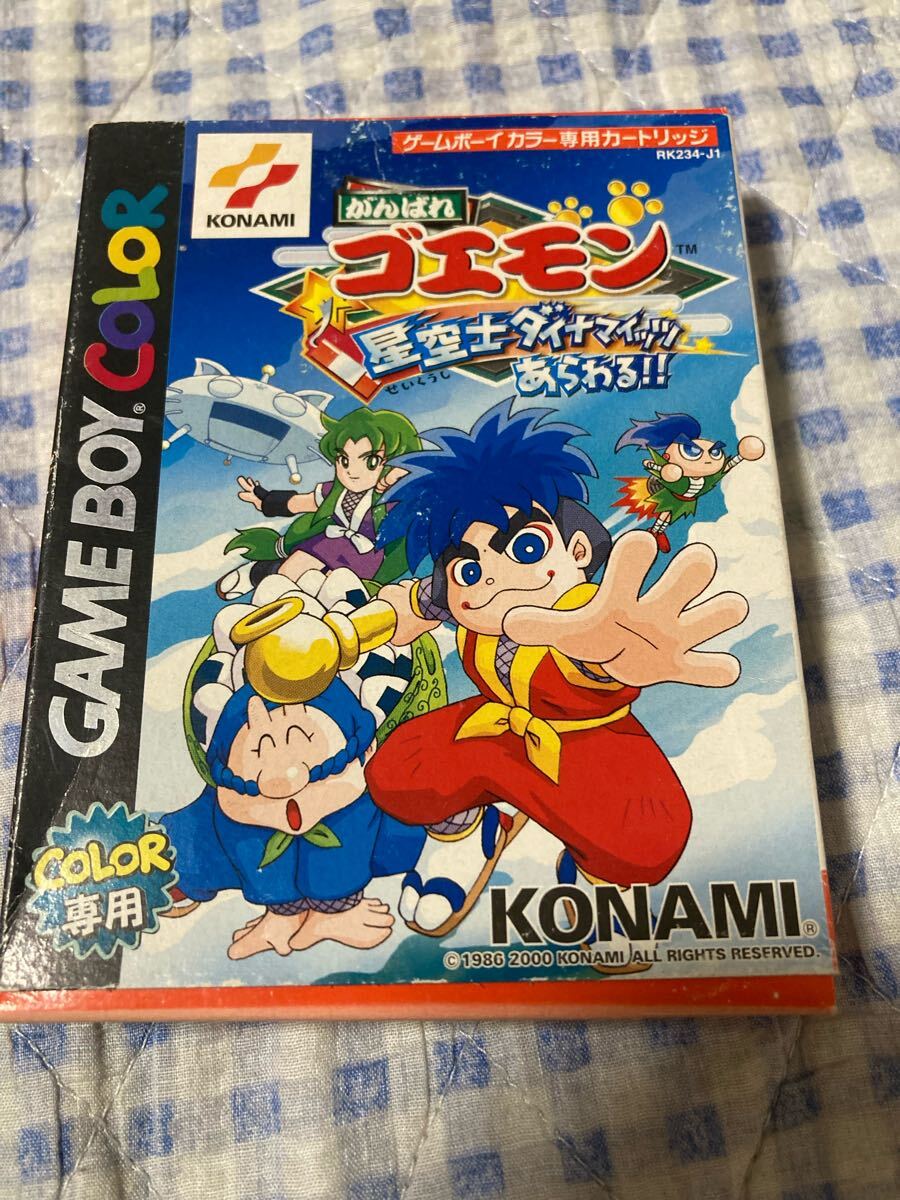 GAME BOY® COLOR
COLOR
専用
KONAMI
ゲームボーイ カラー専用カートリッジ
RK234-J1
がんばれ
ゴエモン™
星空士ダイナマイッツ
せいくうし
あらわる!!
KONAMI®
©1986 2000 KONAMI ALL RIGHTS RESERVED.